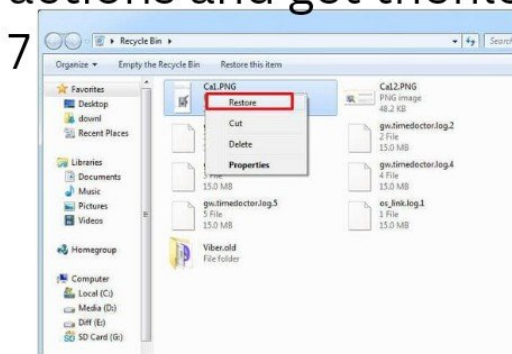 7
Recycle Bin
Organize
Empty the Recycle Bin
Restore this item
Favorites
Desktop
downl
Recent Places
Libraries
Documents
Music
Pictures
Videos
Homegroup
Computer
Local (C:)
Media (D:)
Diff (E:)
SD Card (G:)
Ca1.PNG
Restore
Cut
Delete
Properties
15.0 MB
15.0 MB
gw.timedoctor.log.5
5 File
15.0 MB
Viber.old
File folder
Ca12.PNG
PNG image
48.2 KB
gw.timedoctor.log.2
2 File
15.0 MB
gw.timedoctor.log.4
4 File
15.0 MB
os_link.log.1
1 File
15.0 MB